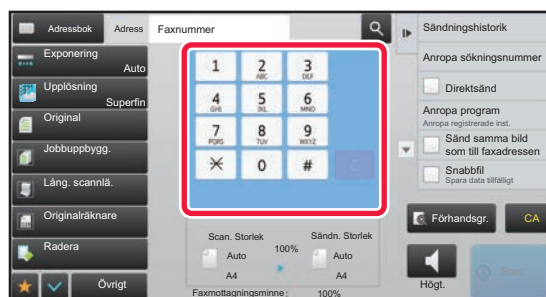 Adressbok
Adress
Faxnummer
Exponering
Auto
Upplösning
Superfin
Original
Jobbuppbygg.
Lång. scannlä.
Originalräknare
Radera
Övrigt
1
2
ABC
3
DEF
4
GHI
5
JKL
6
MNO
7
PQRS
8
TUV
9
WXYZ
0
#
C
Scan. Storlek
100%
Sändn. Storlek
Auto
Auto
A4
A4
Faxmottagningsminne: 100%
Sändningshistorik
Anropa sökningsnummer
Direktsänd
Anropa program
Anropa registrerade inst.
Sänd samma bild
som till faxadressen
Snabbfil
Spara data tillfälligt
Förhandsgr.
CA
Högt.
Start